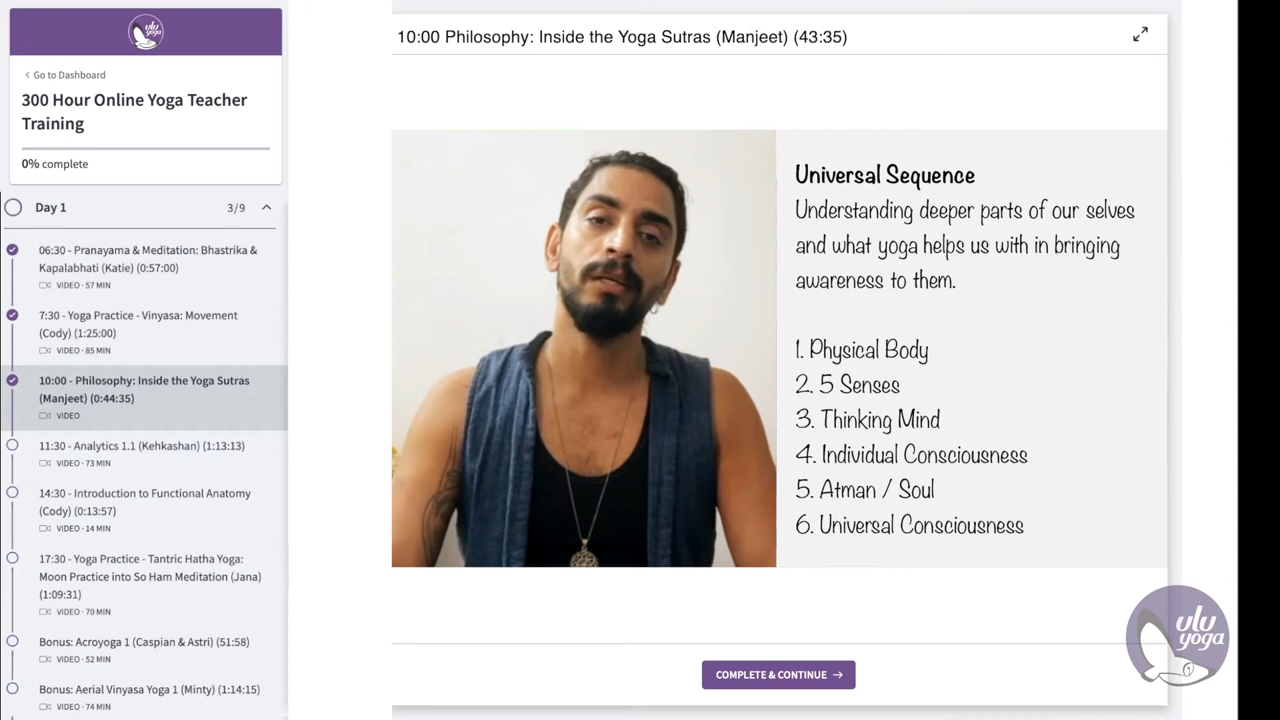 ulu
yoga
Go to Dashboard
300 Hour Online Yoga Teacher
Training
0% complete
Day 1
3/9
06:30 - Pranayama & Meditation: Bhastrika &
Kapalabhati (Katie) (0:57:00)
VIDEO · 57 MIN
7:30 - Yoga Practice - Vinyasa: Movement
(Cody) (1:25:00)
VIDEO · 85 MIN
10:00 - Philosophy: Inside the Yoga Sutras
(Manjeet) (0:44:35)
VIDEO
11:30 - Analytics 1.1 (Kehkashan) (1:13:13)
VIDEO · 73 MIN
14:30 - Introduction to Functional Anatomy
(Cody) (0:13:57)
VIDEO · 14 MIN
17:30 - Yoga Practice - Tantric Hatha Yoga:
Moon Practice into So Ham Meditation (Jana)
(1:09:31)
VIDEO · 70 MIN
Bonus: Acroyoga 1 (Caspian & Astri) (51:58)
VIDEO · 52 MIN
Bonus: Aerial Vinyasa Yoga 1 (Minty) (1:14:15)
VIDEO · 74 MIN
10:00 Philosophy: Inside the Yoga Sutras (Manjeet) (43:35)
Universal Sequence
Understanding deeper parts of our selves
and what yoga helps us with in bringing
awareness to them.
1. Physical Body
2. 5 Senses
3. Thinking Mind
4. Individual Consciousness
5. Atman / Soul
6. Universal Consciousness
COMPLETE & CONTINUE
ulu
yoga